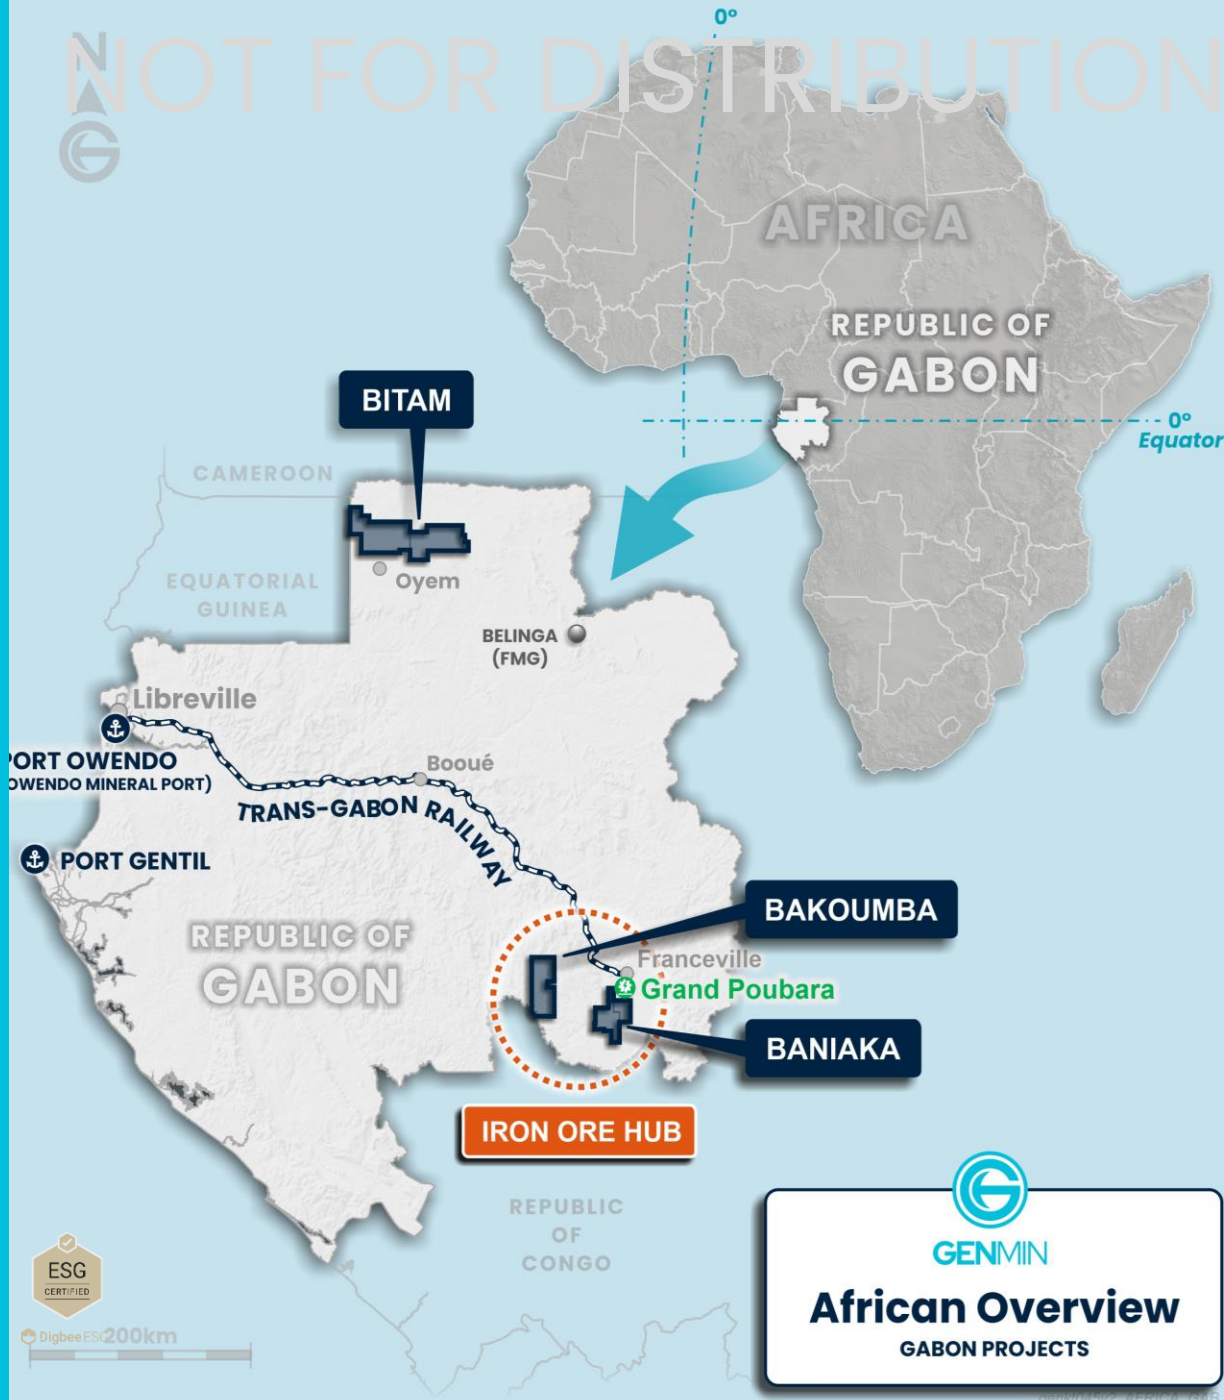 N
NOT FOR DISTRIBUTION
0°
AFRICA
REPUBLIC OF
GABON
0°
Equator
BITAM
CAMEROON
EQUATORIAL
GUINEA
Oyem
BELINGA
(FMG)
Libreville
PORT OWENDO
OWENDO MINERAL PORT)
Booué
TRANS-GABON RAILWAY
PORT GENTIL
REPUBLIC OF
GABON
BAKOUMBA
Franceville
Grand Poubara
BANIAKA
IRON ORE HUB
REPUBLIC
OF
CONGO
ESG
CERTIFIED
DigbeeESG
200km
GENMIN
African Overview
GABON PROJECTS